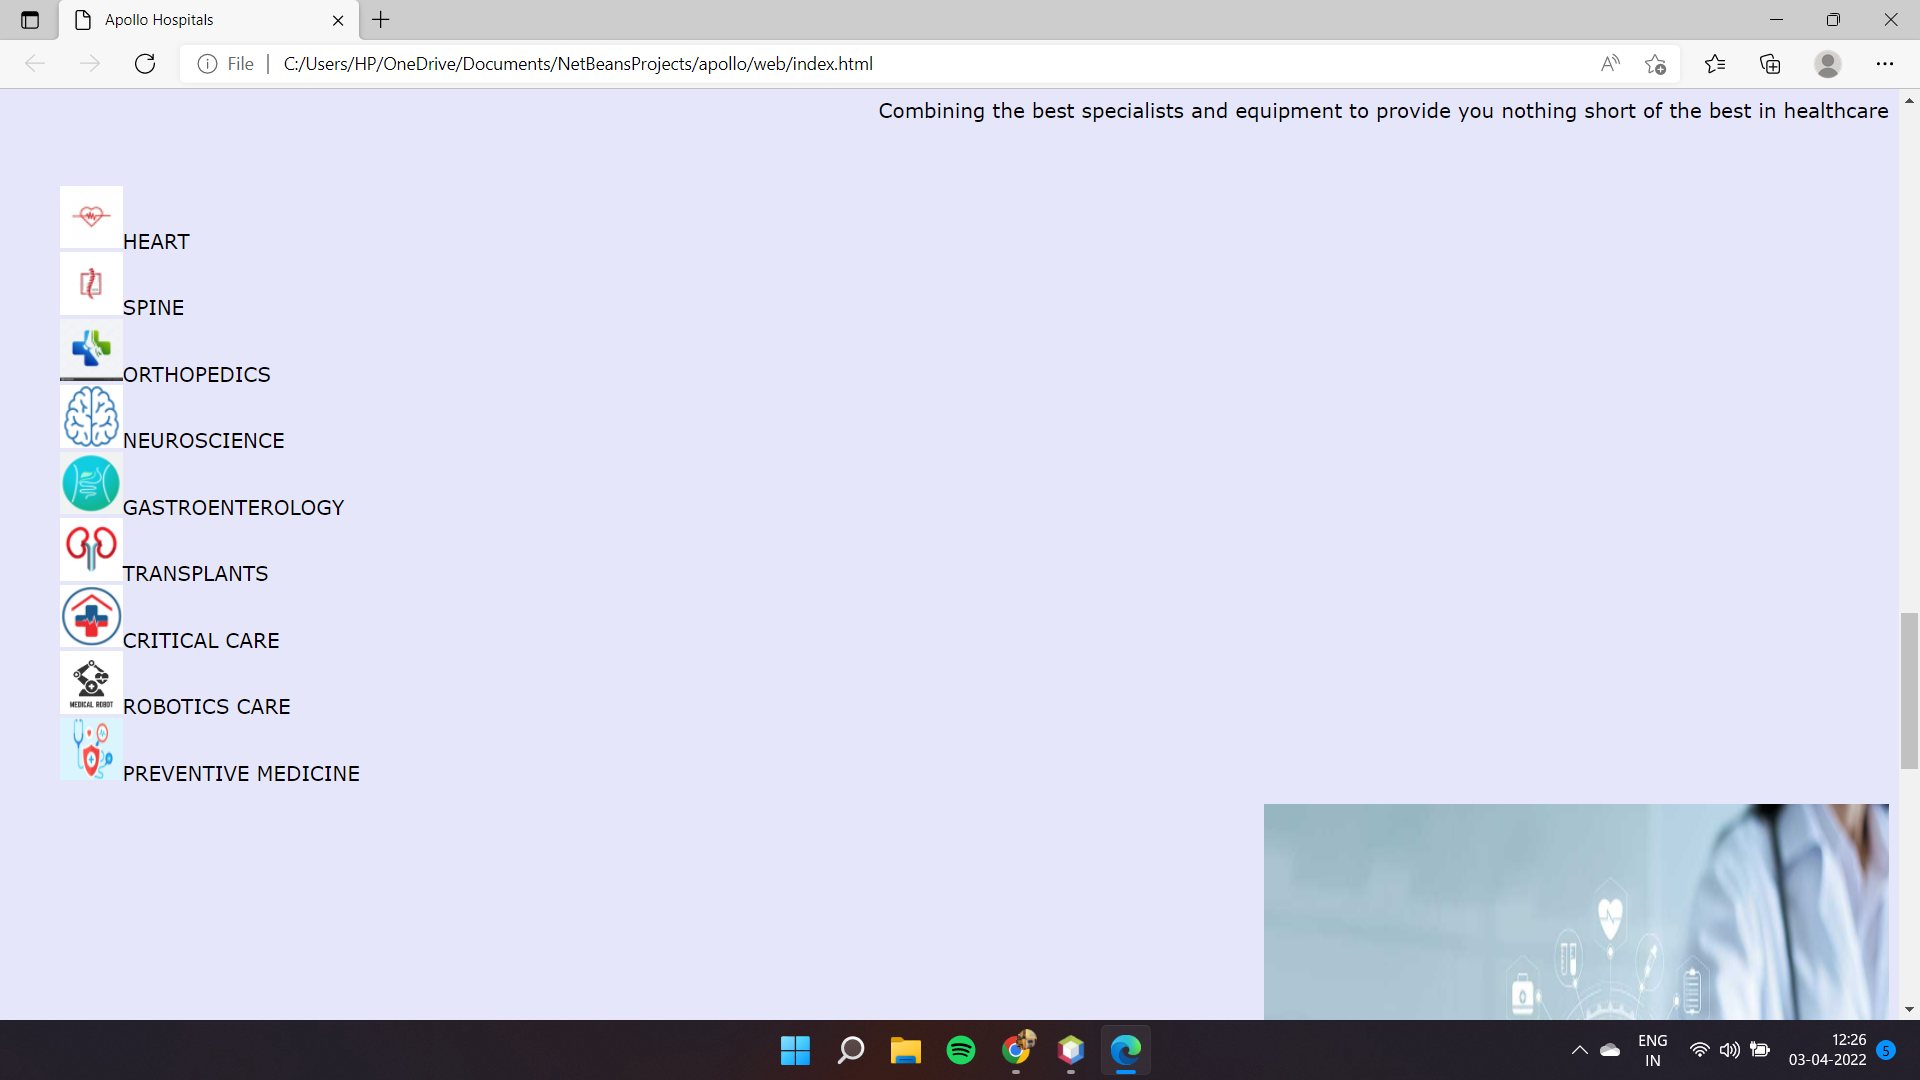 Apollo Hospitals
File
C:/Users/HP/OneDrive/Documents/NetBeansProjects/apollo/web/index.html
Combining the best specialists and equipment to provide you nothing short of the best in healthcare
HEART
SPINE
ORTHOPEDICS
NEUROSCIENCE
GASTROENTEROLOGY
TRANSPLANTS
CRITICAL CARE
MEDICAL ROBOT
ROBOTICS CARE
PREVENTIVE MEDICINE
ENG
IN
12:26
03-04-2022
5